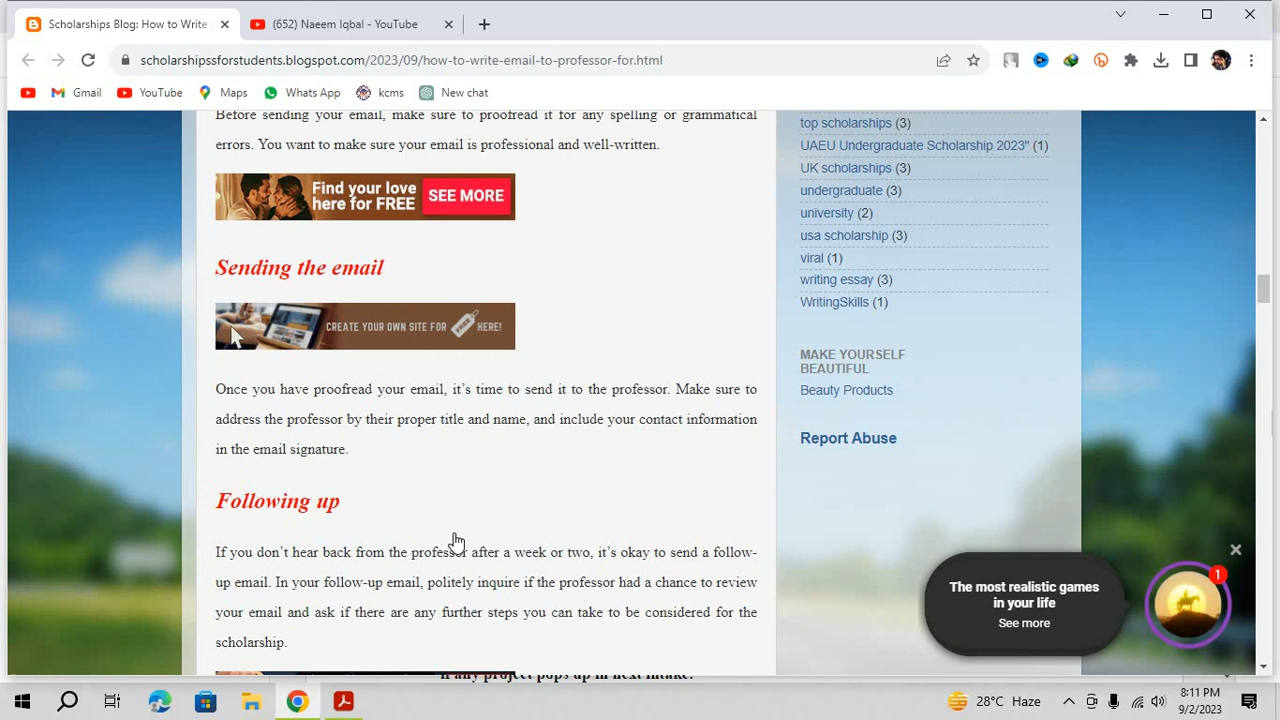 Scholarships Blog: How to Write
(652) Naeem Iqbal - YouTube
scholarshipssforstudents.blogspot.com/2023/09/how-to-write-email-to-professor-for.html
Gmail
YouTube
Maps
Whats App
kcms
New chat
Before sending your email, make sure to proofread it for any spelling or grammatical
errors. You want to make sure your email is professional and well-written.
Find your love
here for FREE
SEE MORE
Sending the email
CREATE YOUR OWN SITE FOR
HERE!
Once you have proofread your email, it's time to send it to the professor. Make sure to
address the professor by their proper title and name, and include your contact information
in the email signature.
Following up
If you don't hear back from the professor after a week or two, it's okay to send a follow-
up email. In your follow-up email, politely inquire if the professor had a chance to review
your email and ask if there are any further steps you can take to be considered for the
scholarship.
top scholarships (3)
UAEU Undergraduate Scholarship 2023" (1)
UK scholarships (3)
undergraduate (3)
university (2)
usa scholarship (3)
viral (1)
writing essay (3)
WritingSkills (1)
MAKE YOURSELF
BEAUTIFUL
Beauty Products
Report Abuse
The most realistic games
in your life
See more
1
if any project pops up in next intake.
28°C Haze
8:11 PM
9/2/2023